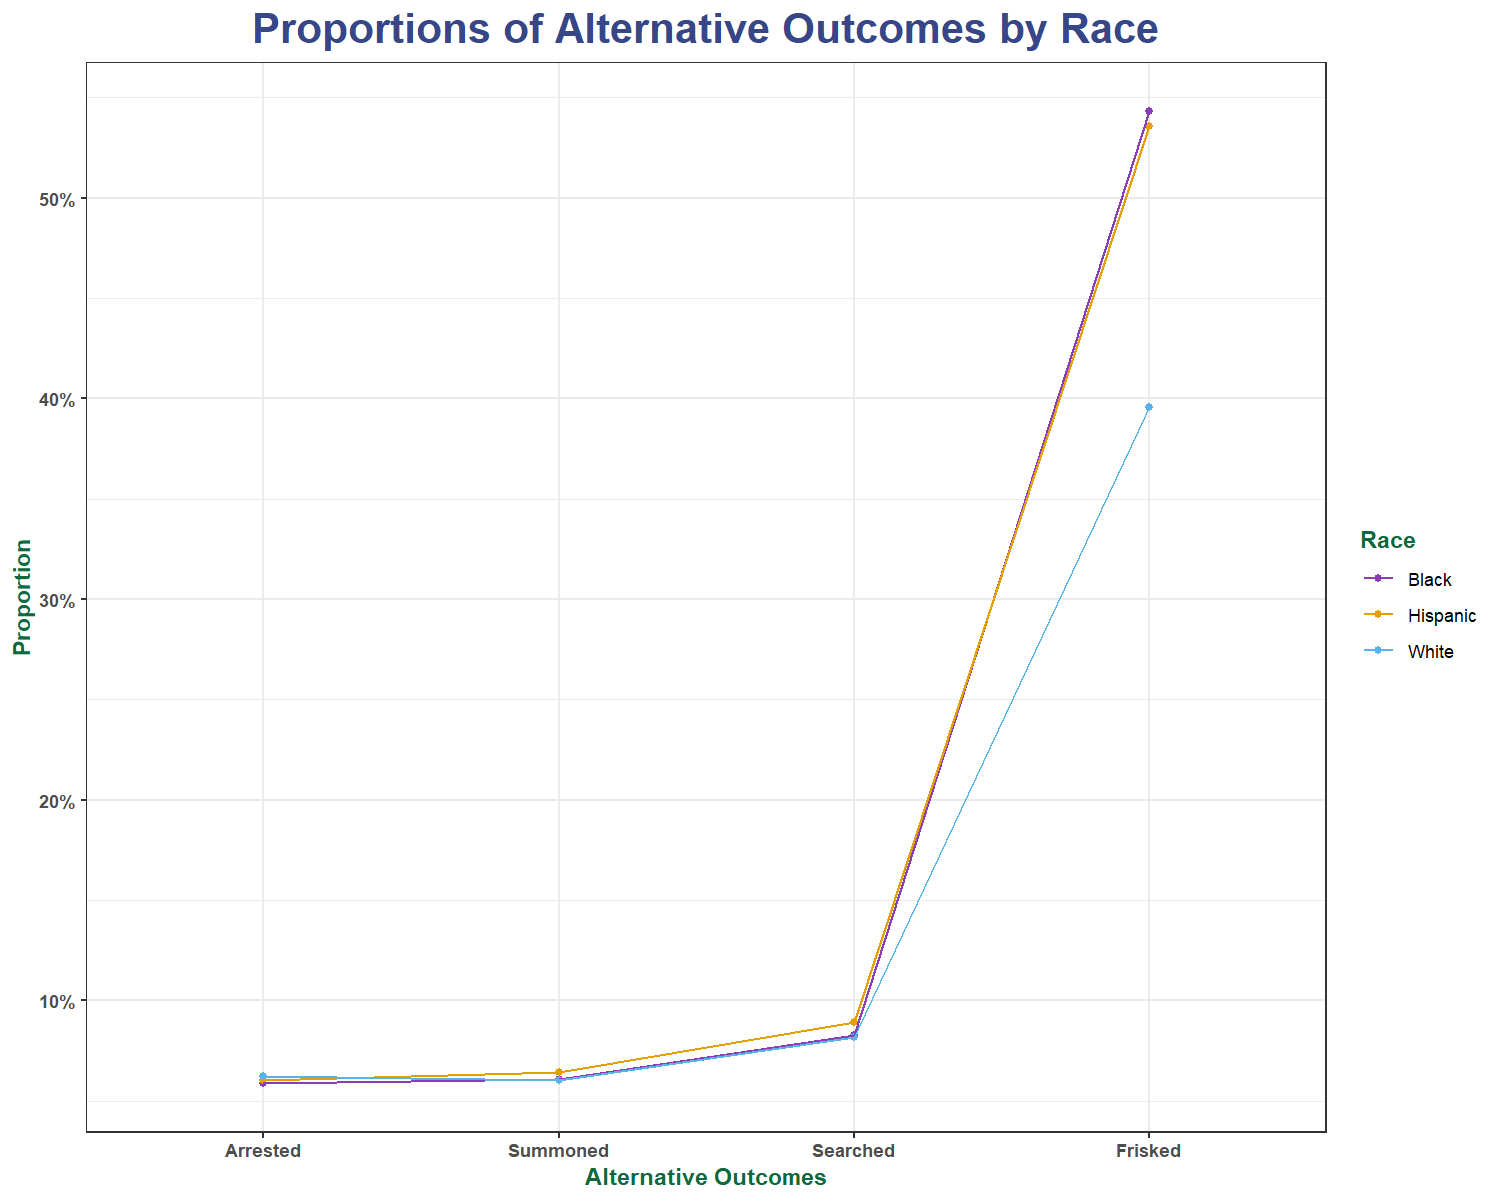 Proportions of Alternative Outcomes by Race
50%
40%
30%
20%
10%
Proportion
Arrested
Summoned
Searched
Frisked
Alternative Outcomes
Race
Black
Hispanic
White